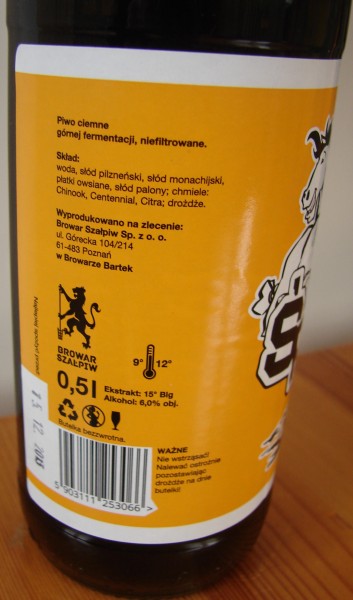 Piwo ciemne
górnej fermentacji, niefiltrowane.
Skład:
woda, słód pilzneński, słód monachijski,
płatki owsiane, słód palony; chmiele:
Chinook, Centennial, Citra; drożdże.
Wyprodukowano na zlecenie:
Browar Szałpiw Sp. z o. o.
ul. Górecka 104/214
61-483 Poznań
w Browarze Bartek
BROWAR
SZAŁPIW
9° 12°
0,5l
Ekstrakt: 15° Blg
Alkohol: 6,0% obj.
Butelka bezzwrotna.
Najlepiej spożyć przed:
WAŻNE
Nie wstrząsać!
Nalewać ostrożnie
pozostawiając
drożdże na dnie
butelki!
5 903111 253066 >